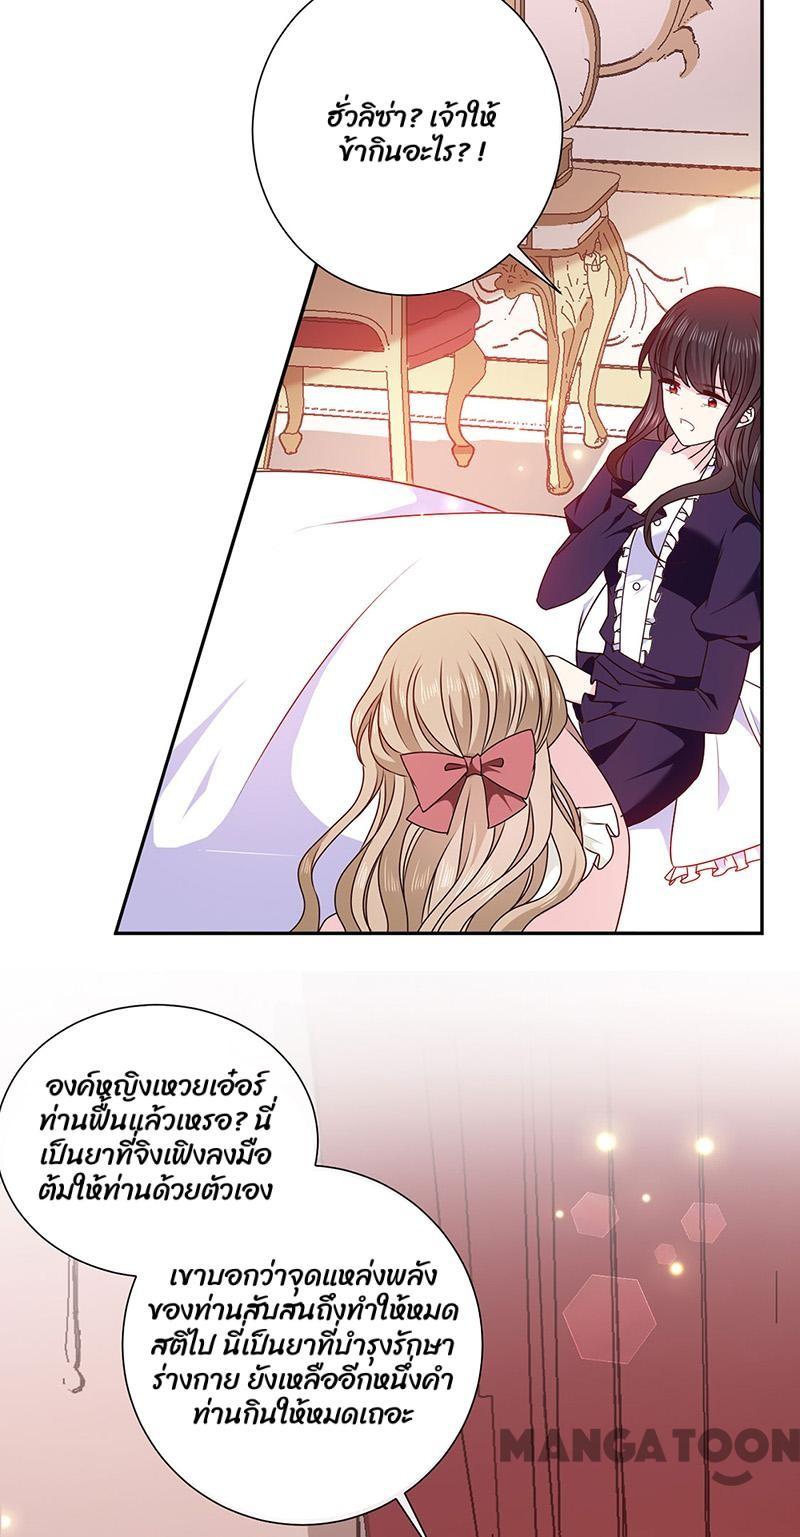 ฮั่วลิซ่า? เจ้าให้
ข้ากินอะไร?!
องค์หญิงเหวยเอ๋อร์
ท่านฟื้นแล้วเหรอ? นี่
เป็นยาที่จิงเฟิงลงมือ
ต้มให้ท่านด้วยตัวเอง
เขาบอกว่าจุดแหล่งพลัง
ของท่านสับสนถึงทำให้หมด
สติไป นี่เป็นยาที่บำรุงรักษา
ร่างกาย ยังเหลืออีกหนึ่งคำ
ท่านกินให้หมดเถอะ
MANGATOON